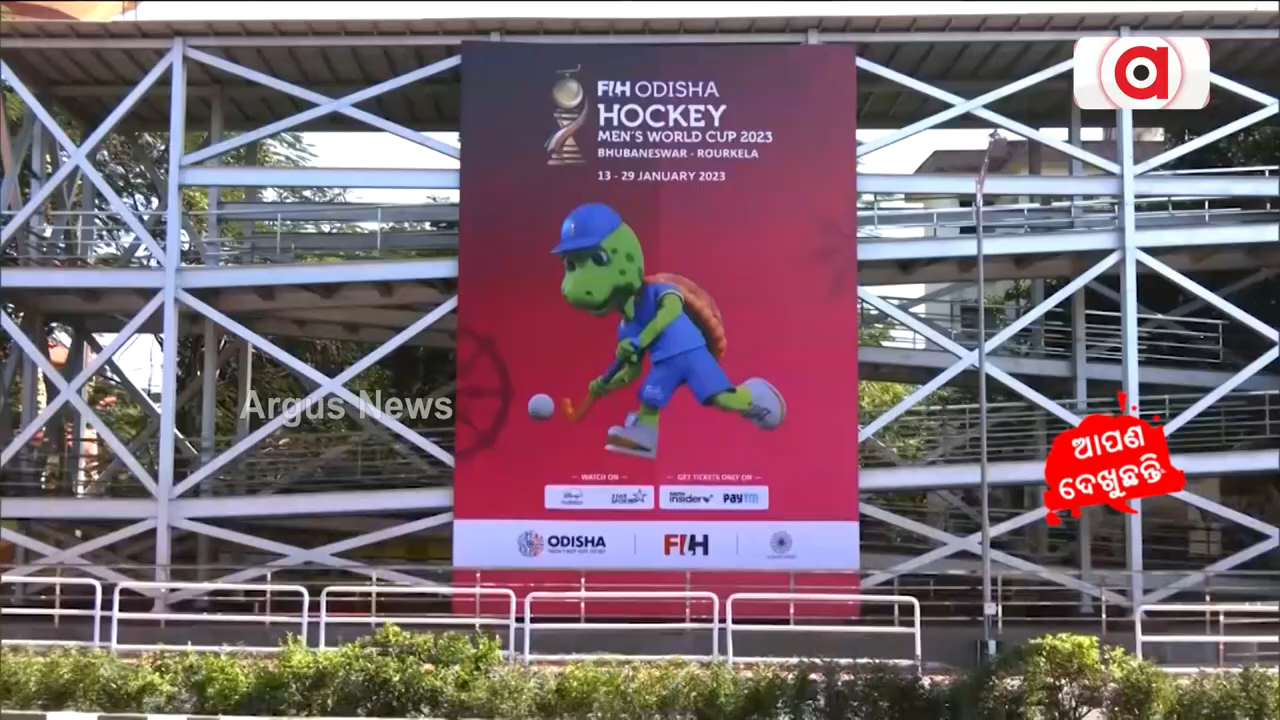 FIH ODISHA
HOCKEY
MEN'S WORLD CUP 2023
BHUBANESWAR - ROURKELA
13 - 29 JANUARY 2023
Argus News
ଆପଣ
ଦେଖୁଛନ୍ତି
WATCH ON
GET TICKETS ONLY ON
insider
PAYTM
ODISHA
FIH